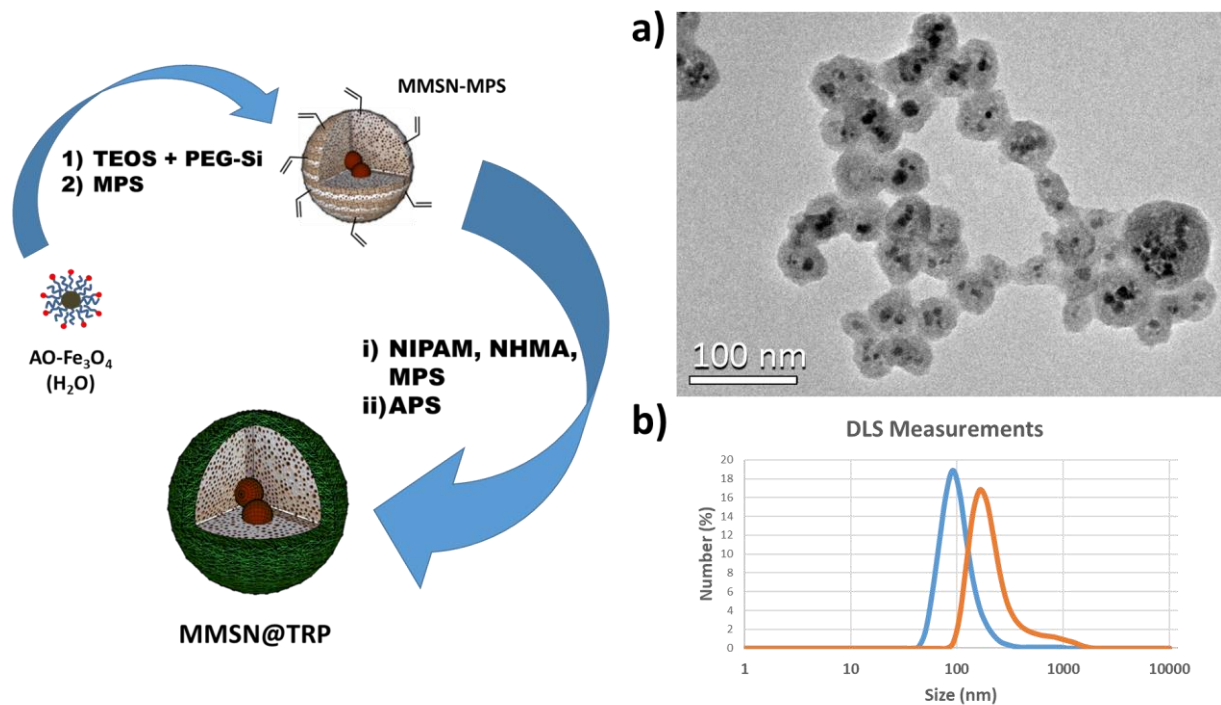 MMSN-MPS
1) TEOS + PEG-Si
2) MPS
AO-Fe₃O₄
(H₂O)
i) NIPAM, NHMA,
MPS
ii)APS
MMSN@TRP
a)
100 nm
b)
DLS Measurements
Number (%)
20
18
16
14
12
10
8
6
4
2
0
1 10 100 1000 10000
Size (nm)